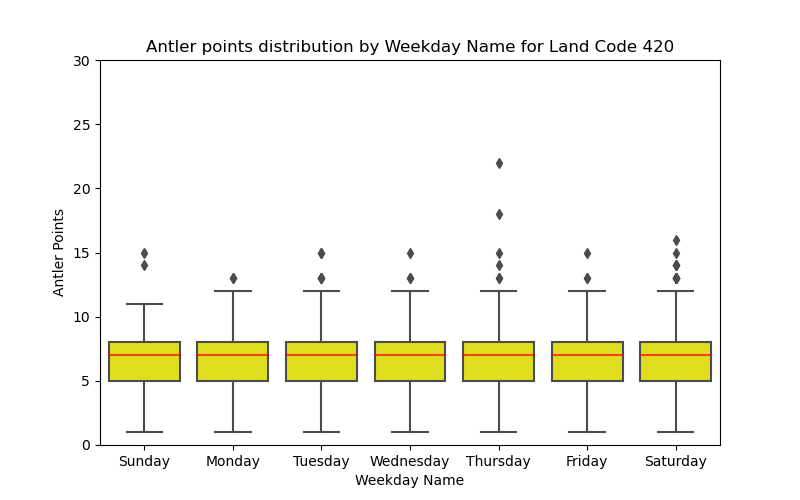 Antler points distribution by Weekday Name for Land Code 420
30
25
20
15
10
5
0
Antler Points
Sunday Monday Tuesday Wednesday Thursday Friday Saturday
Weekday Name